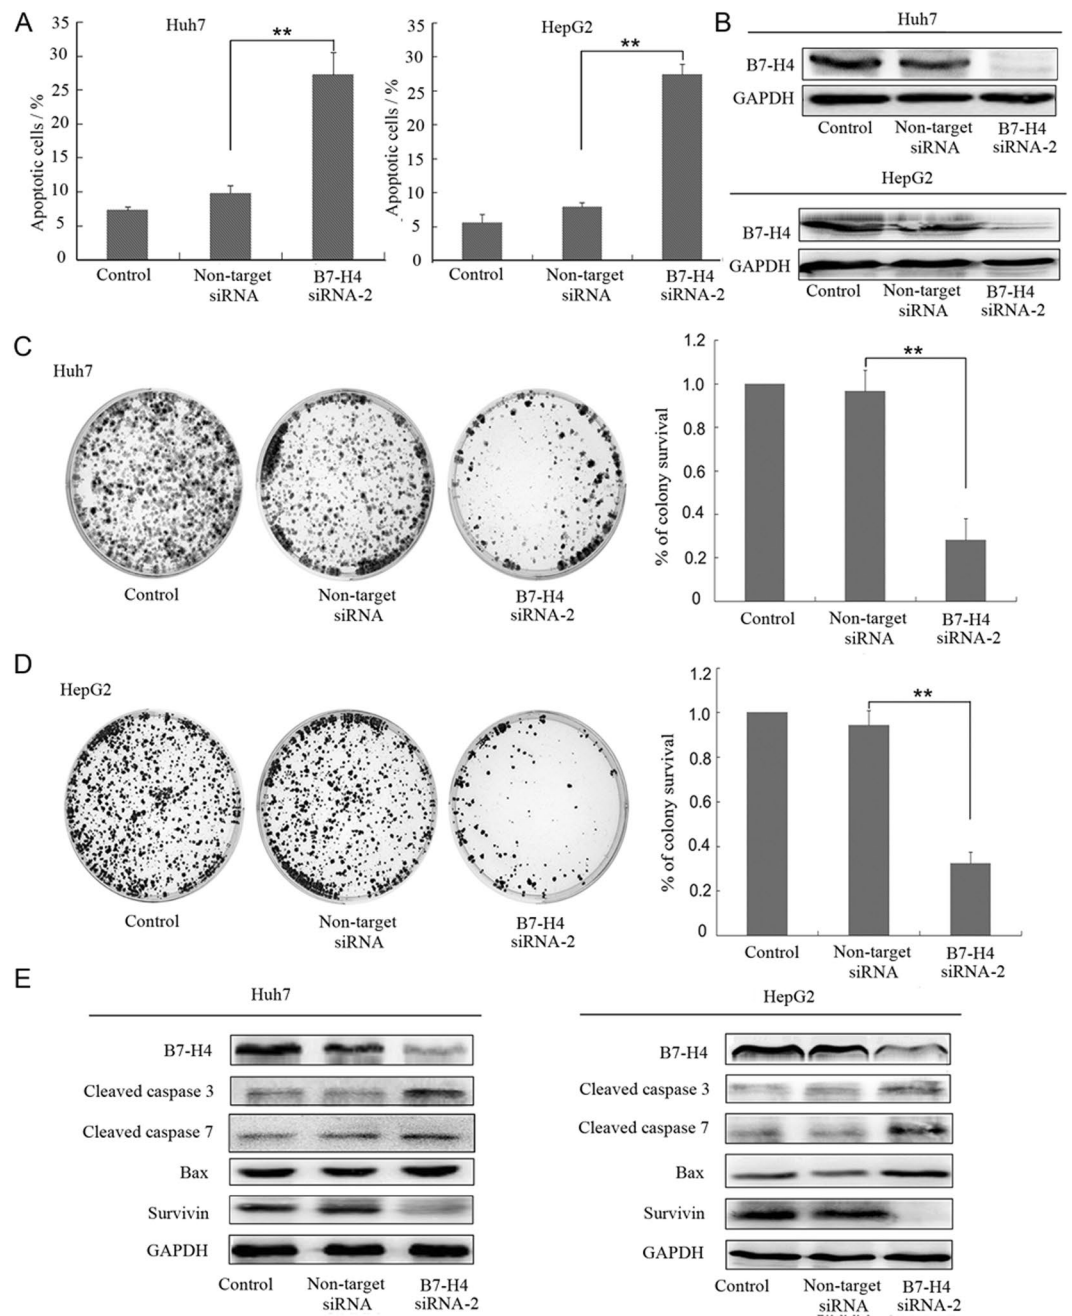 A
Huh7
**
Apoptotic cells / %
35
30
25
20
15
10
5
0
Control
Non-target
siRNA
B7-H4
siRNA-2
HepG2
**
Apoptotic cells / %
35
30
25
20
15
10
5
0
Control
Non-target
siRNA
B7-H4
siRNA-2
B
Huh7
B7-H4
GAPDH
Control
Non-target
siRNA
B7-H4
siRNA-2
HepG2
B7-H4
GAPDH
Control
Non-target
siRNA
B7-H4
siRNA-2
C
Huh7
Control
Non-target
siRNA
B7-H4
siRNA-2
% of colony survival
1.2
1.0
0.8
0.6
0.4
0.2
0
**
Control
Non-target
siRNA
B7-H4
siRNA-2
D
HepG2
Control
Non-target
siRNA
B7-H4
siRNA-2
% of colony survival
1.2
1.0
0.8
0.6
0.4
0.2
0
**
Control
Non-target
siRNA
B7-H4
siRNA-2
E
Huh7
B7-H4
Cleaved caspase 3
Cleaved caspase 7
Bax
Survivin
GAPDH
Control
Non-target
siRNA
B7-H4
siRNA-2
HepG2
B7-H4
Cleaved caspase 3
Cleaved caspase 7
Bax
Survivin
GAPDH
Control
Non-target
siRNA
B7-H4
siRNA-2